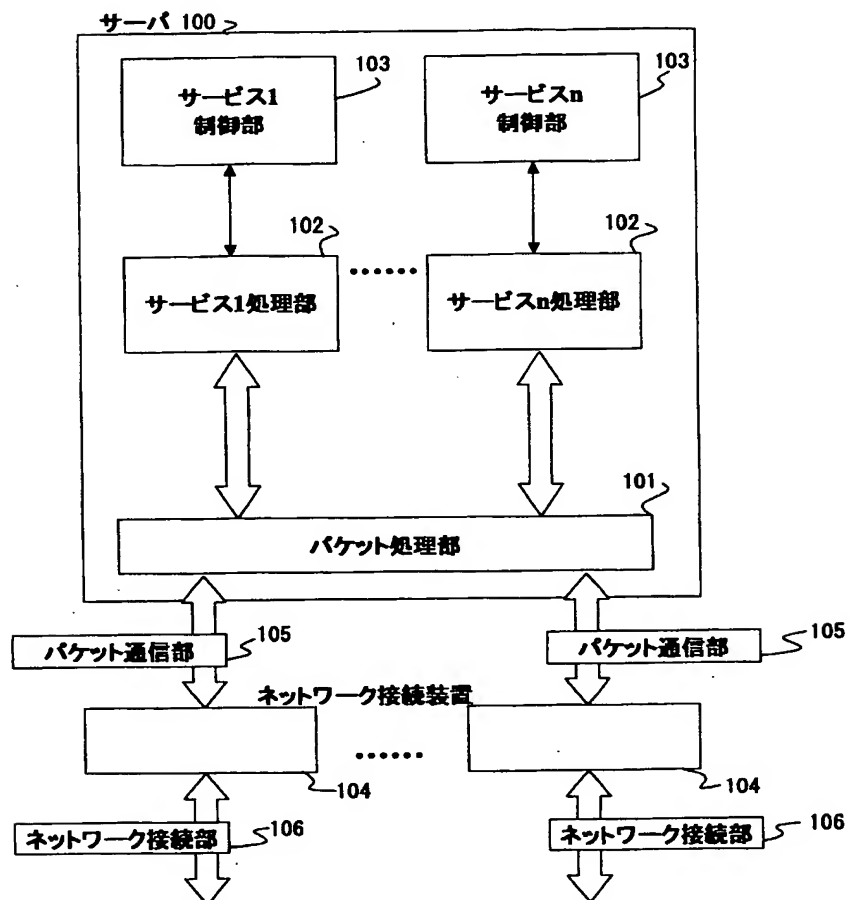 サーバ 100
103
103
サービス1
制御部
サービスn
制御部
102
102
......
サービス1処理部
サービスn処理部
101
パケット処理部
105
105
パケット通信部
パケット通信部
ネットワーク接続装置
......
104
104
ネットワーク接続部
106
ネットワーク接続部
106